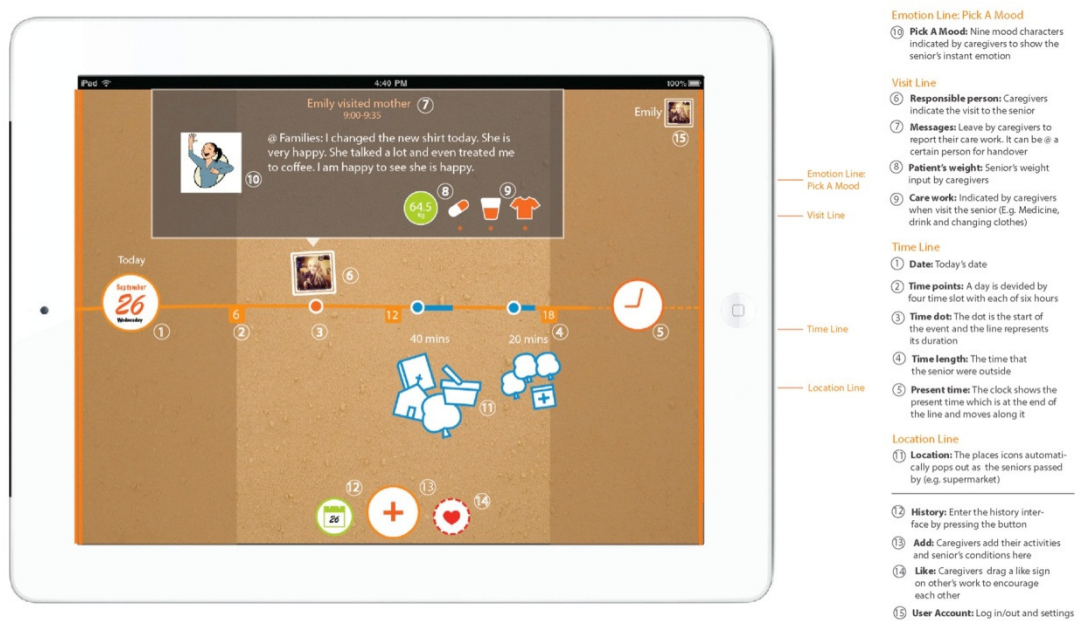 iPad
4:40 PM
100%
Emily visited mother 7
9:00-9:35
Emily
15
@ Families: I changed the new shirt today. She is
very happy. She talked a lot and even treated me
to coffee. I am happy to see she is happy.
10
8
9
64.5
Kg
Today
September
26
Wednesday
1
6
2
6
3
12
18
4
5
40 mins
20 mins
11
12
13
14
26
+
Emotion Line:
Pick A Mood
Visit Line
Time Line
Location Line
Emotion Line: Pick A Mood
10 Pick A Mood: Nine mood characters
indicated by caregivers to show the
senior's instant emotion
Visit Line
6 Responsible person: Caregivers
indicate the visit to the senior
7 Messages: Leave by caregivers to
report their care work. It can be @ a
certain person for handover
8 Patient's weight: Senior's weight
input by caregivers
9 Care work: Indicated by caregivers
when visit the senior (E.g. Medicine,
drink and changing clothes)
Time Line
1 Date: Today's date
2 Time points: A day is devided by
four time slot with each of six hours
3 Time dot: The dot is the start of
the event and the line represents
its duration
4 Time length: The time that
the senior were outside
5 Present time: The clock shows the
present time which is at the end of
the line and moves along it
Location Line
11 Location: The places icons automati-
cally pops out as the seniors passed
by (e.g. supermarket)
12 History: Enter the history inter-
face by pressing the button
13 Add: Caregivers add their activities
and senior's conditions here
14 Like: Caregivers drag a like sign
on other's work to encourage
each other
15 User Account: Log in/out and settings